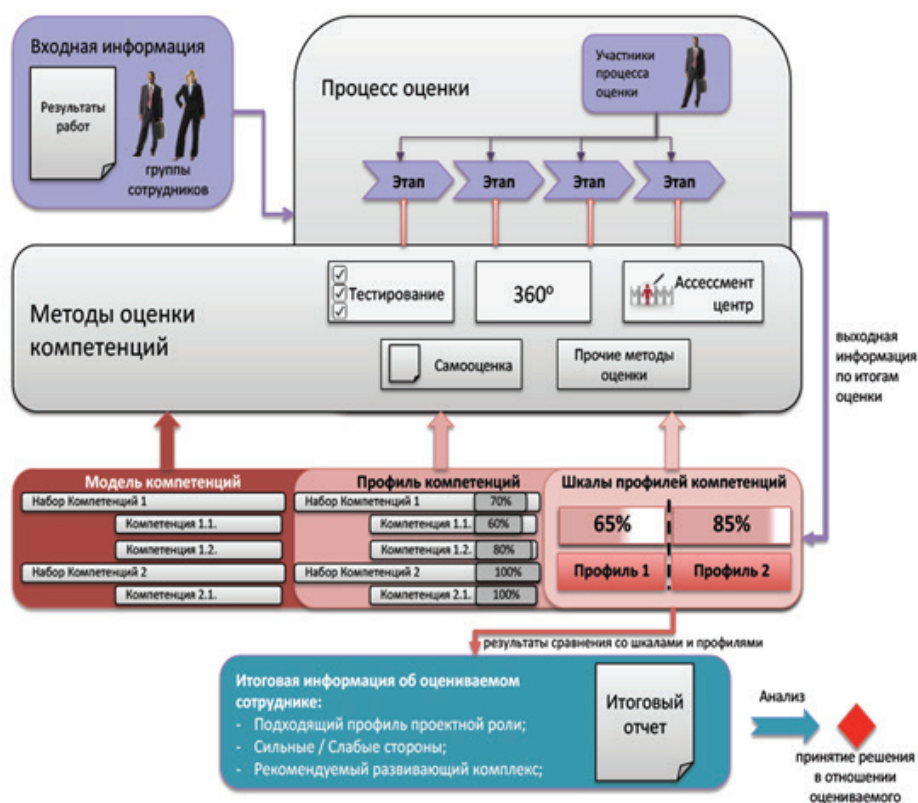 Входная информация
Результаты
работ
группы
сотрудников
Процесс оценки
Участники
процесса
оценки
Этап
Этап
Этап
Этап
Методы оценки
компетенций
Тестирование
360⁰
Ассессмент
центр
Самооценка
Прочие методы
оценки
выходная
информация
по итогам
оценки
Модель компетенций
Набор Компетенций 1
Компетенция 1.1.
Компетенция 1.2.
Набор Компетенций 2
Компетенция 2.1.
Профиль компетенций
Набор Компетенций 1 70%
Компетенция 1.1. 60%
Компетенция 1.2. 80%
Набор Компетенций 2 100%
Компетенция 2.1. 100%
Шкалы профилей компетенций
65% 85%
Профиль 1 Профиль 2
результаты сравнения со шкалами и профилями
Итоговая информация об оцениваемом
сотруднике:
- Подходящий профиль проектной роли;
- Сильные / Слабые стороны;
- Рекомендуемый развивающий комплекс;
Итоговый
отчет
Анализ
принятие решения
в отношении
оцениваемого